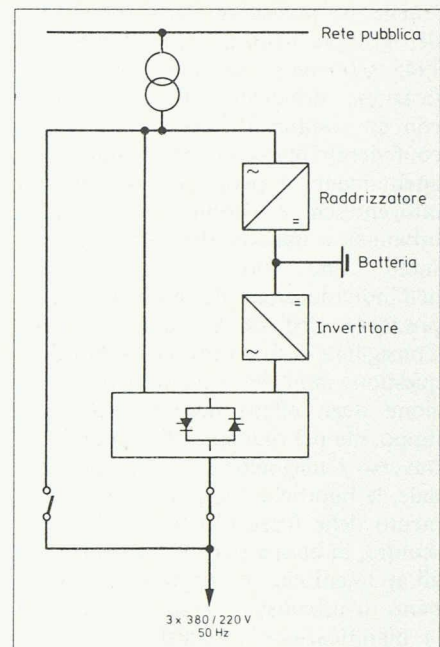 Rete pubblica
~
Raddrizzatore
=
Batteria
=
Invertitore
~
3 x 380 / 220 V
50 Hz